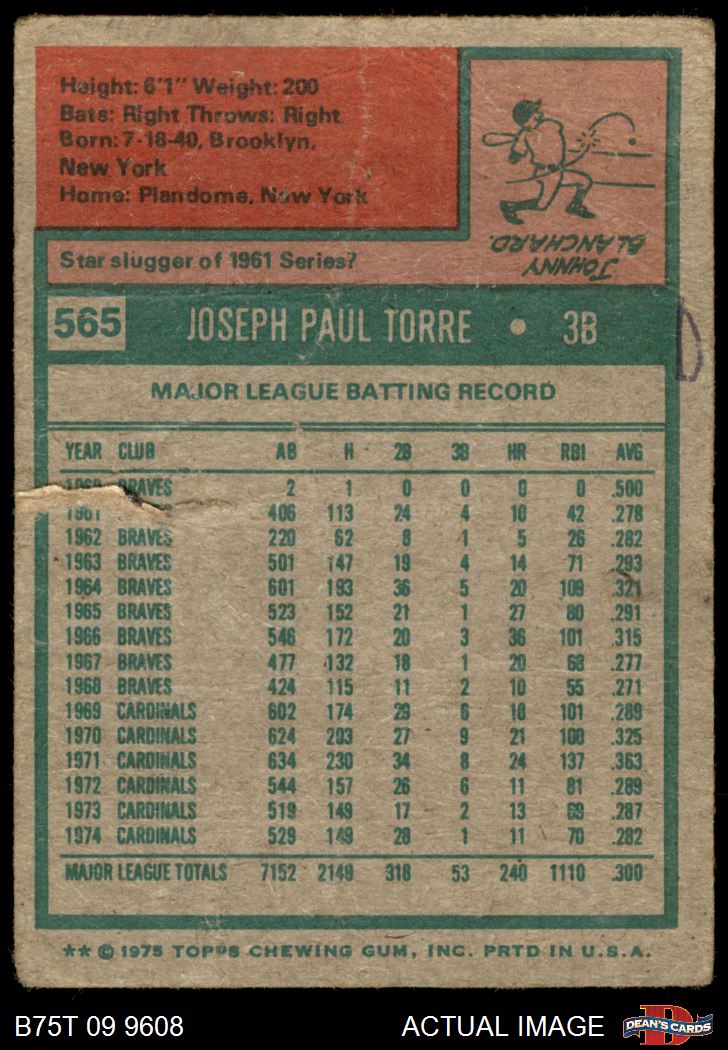 Height: 6'1" Weight: 200
Bats: Right Throws: Right
Born: 7-18-40, Brooklyn,
New York
Home: Plandome, New York
Star slugger of 1961 Series?
JOHNNY
BLANCHARD.
565 JOSEPH PAUL TORRE • 3B
D
MAJOR LEAGUE BATTING RECORD
YEAR CLUB AB H 2B 3B HR RBI AVG
1960 BRAVES 2 1 0 0 0 0 .500
1961 406 113 24 4 10 42 .278
1962 BRAVES 220 62 8 1 5 26 .282
1963 BRAVES 501 147 19 4 14 71 .293
1964 BRAVES 601 193 36 5 20 109 .321
1965 BRAVES 523 152 21 1 27 80 .291
1966 BRAVES 546 172 20 3 36 101 .315
1967 BRAVES 477 132 18 1 20 68 .277
1968 BRAVES 424 115 11 2 10 55 .271
1969 CARDINALS 602 174 29 6 18 101 .289
1970 CARDINALS 624 203 27 9 21 100 .325
1971 CARDINALS 634 230 34 8 24 137 .363
1972 CARDINALS 544 157 26 6 11 81 .289
1973 CARDINALS 519 149 17 2 13 69 .287
1974 CARDINALS 529 149 28 1 11 70 .282
MAJOR LEAGUE TOTALS 7152 2149 318 53 240 1110 .300
** © 1975 TOPPS CHEWING GUM, INC. PRTD IN U.S.A.
B75T 09 9608 ACTUAL IMAGE D DEAN'S CARDS